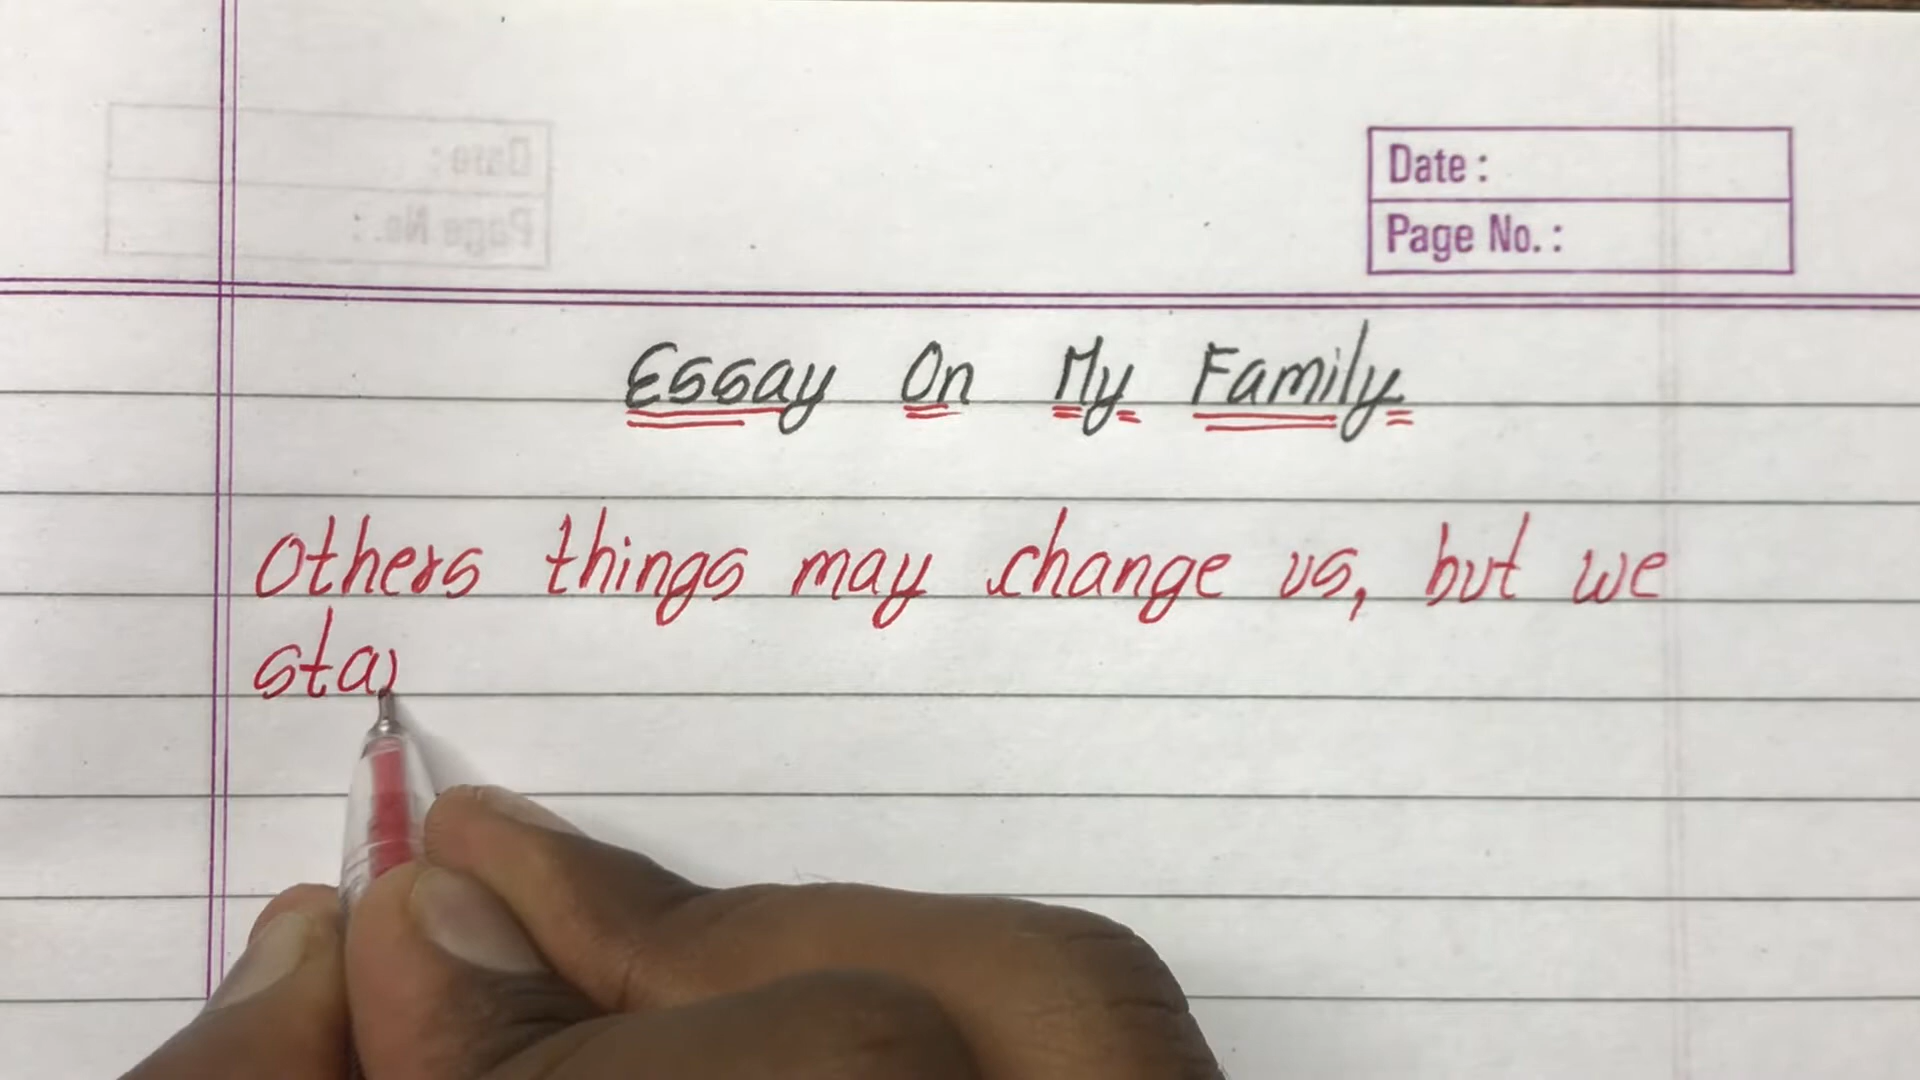 Date :
Page No. :
Essay On My Family
Others things may change us, but we
sta